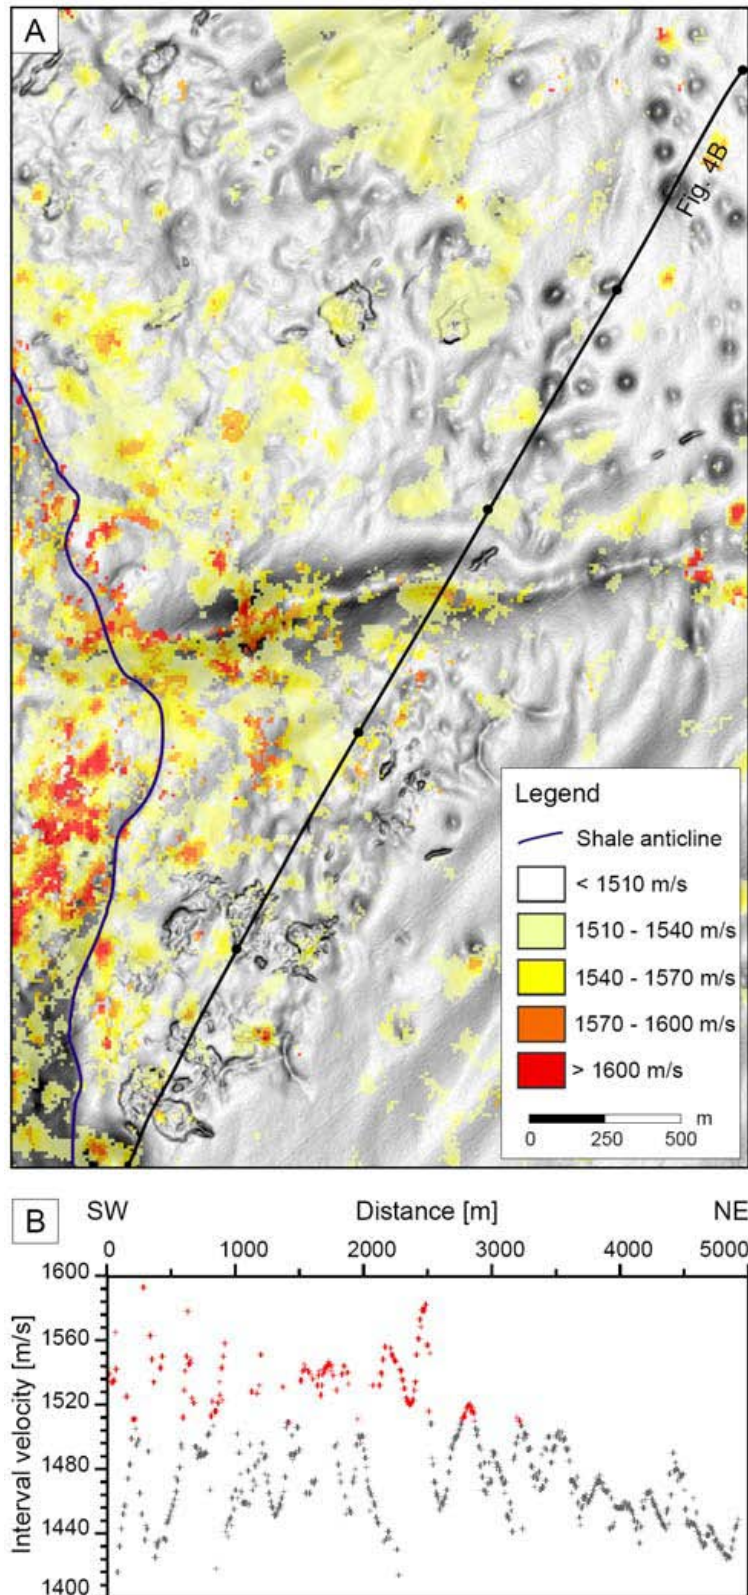 A
Fig. 4B
Legend
Shale anticline
< 1510 m/s
1510 - 1540 m/s
1540 - 1570 m/s
1570 - 1600 m/s
> 1600 m/s
0 250 500 m
B SW Distance [m] NE
0 1000 2000 3000 4000 5000
1600
1560
1520
1480
1440
1400
Interval velocity [m/s]